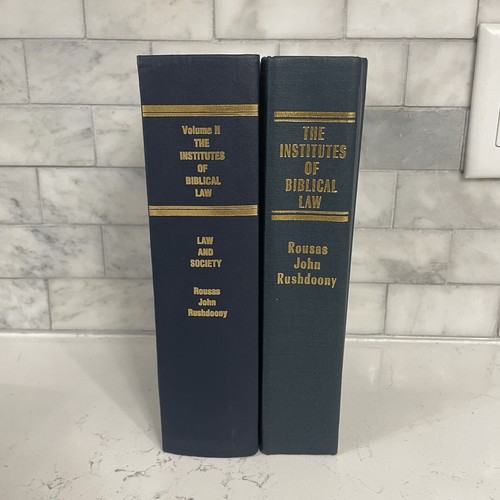 Volume II
THE
INSTITUTES
OF
BIBLICAL
LAW
LAW
AND
SOCIETY
Rousas
John
Rushdoony
THE
INSTITUTES
OF
BIBLICAL
LAW
Rousas
John
Rushdoony